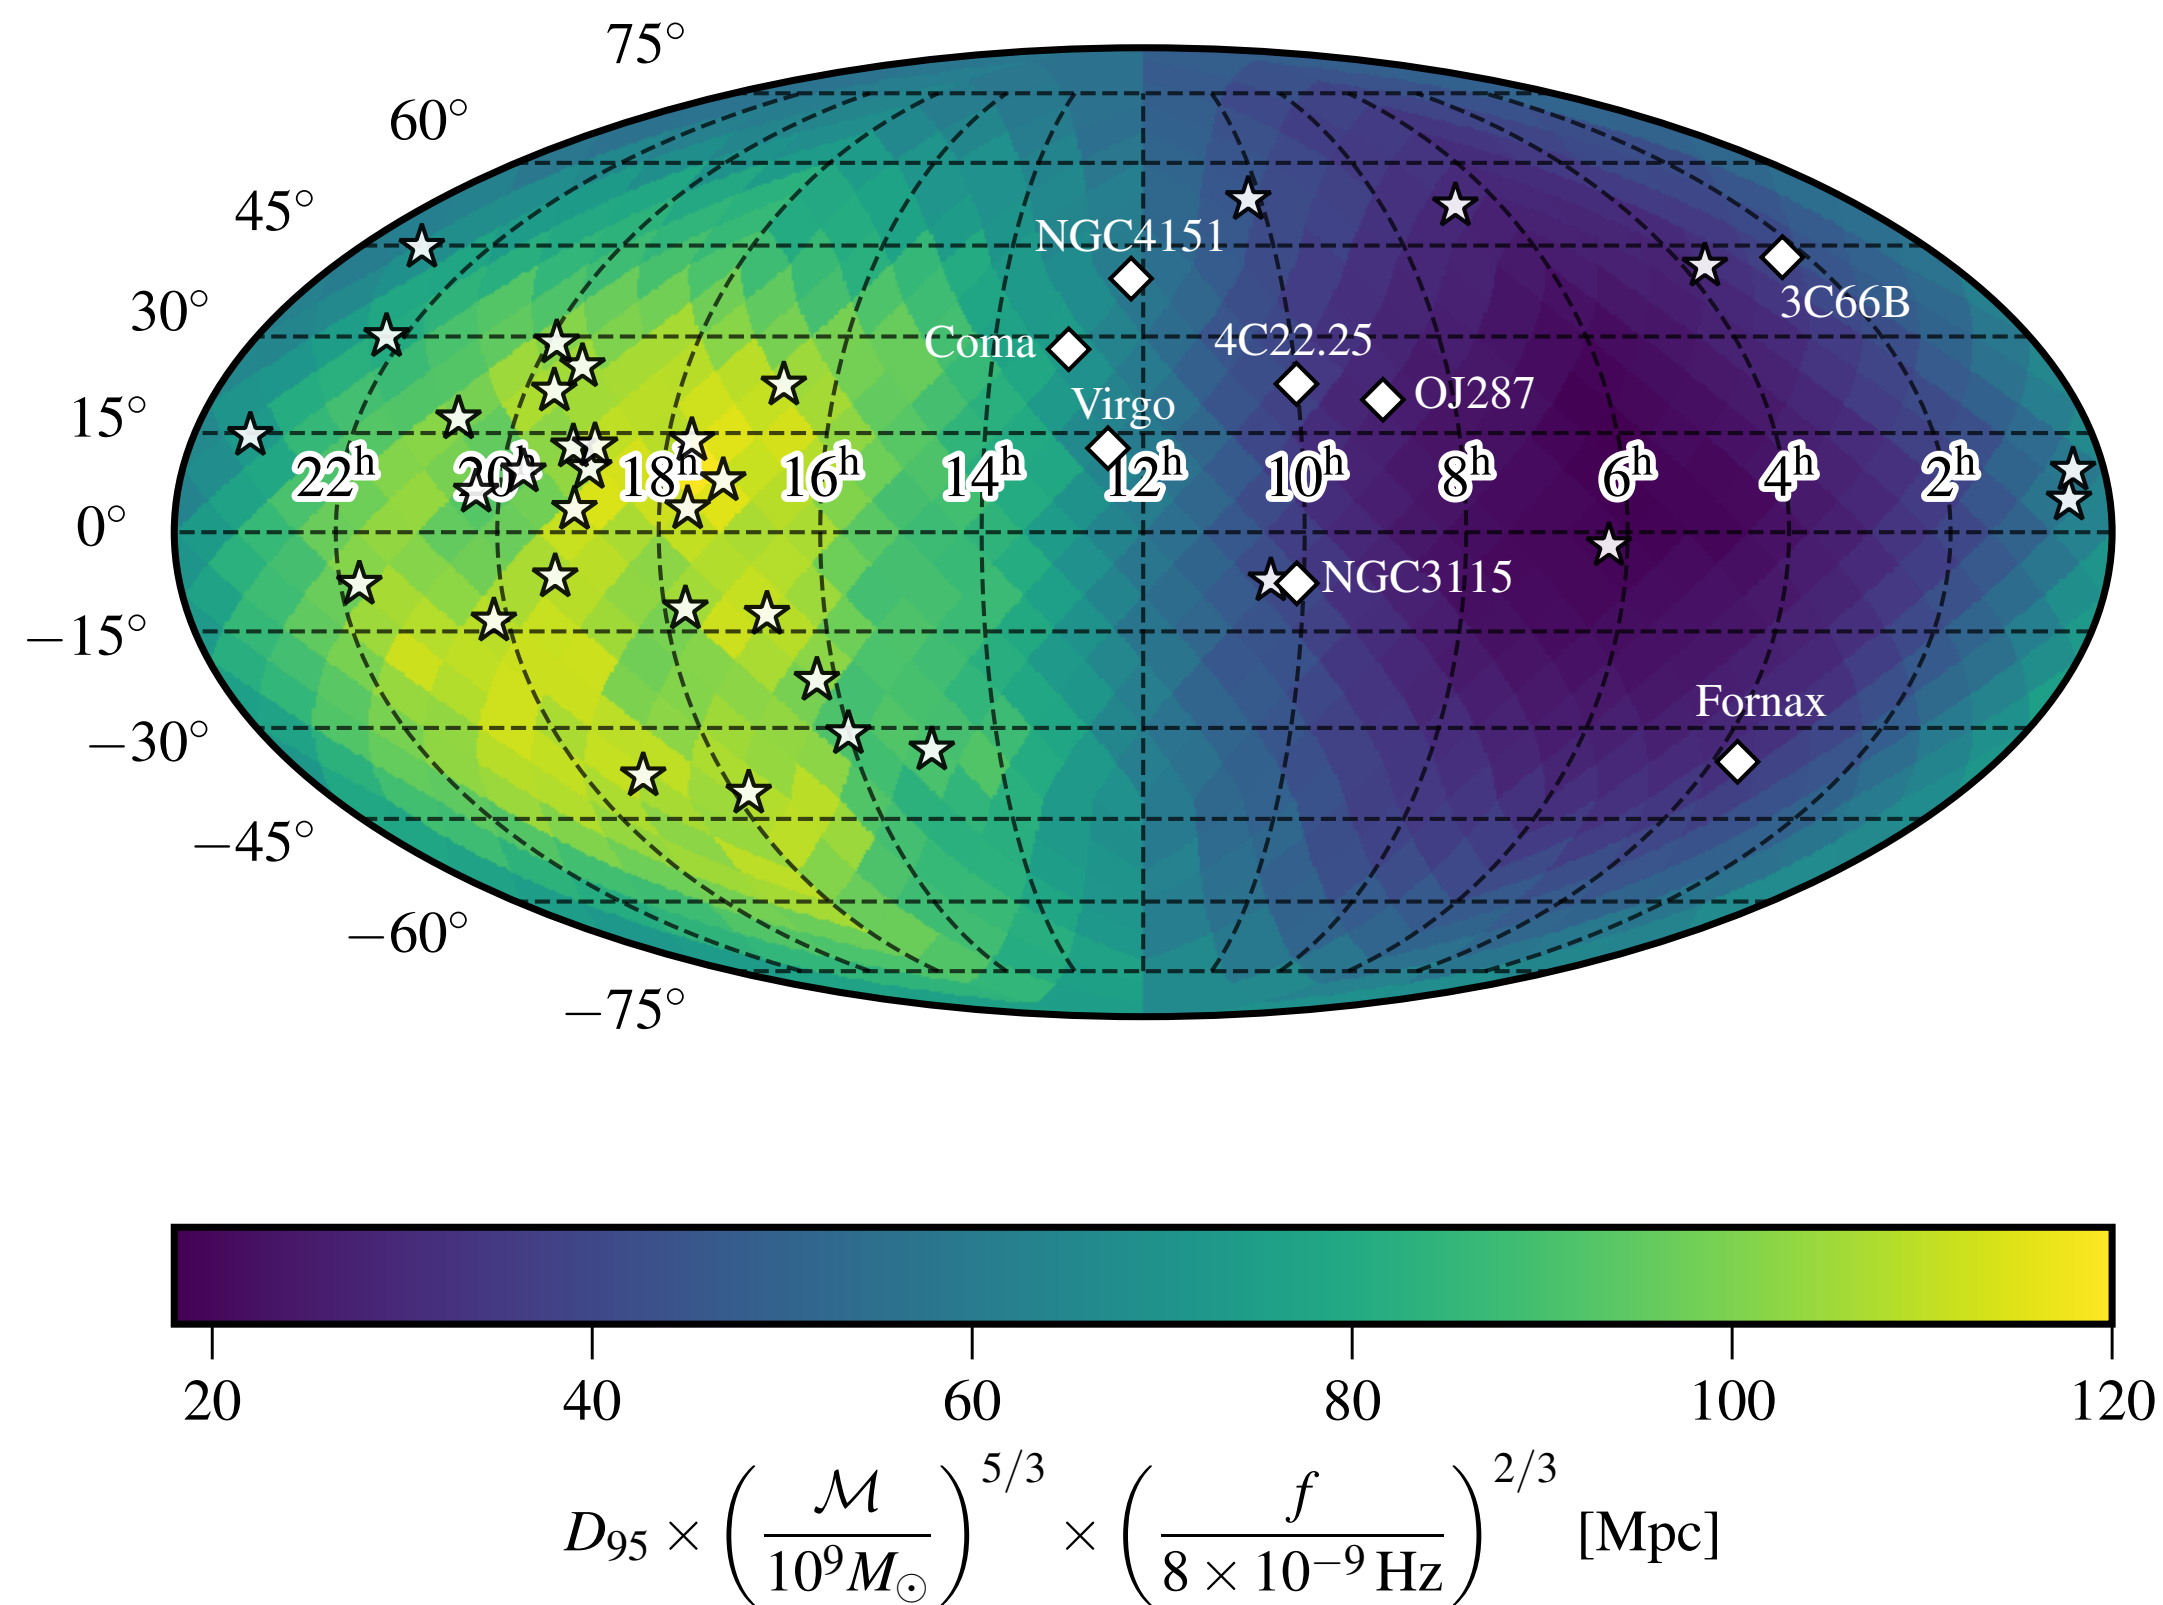 75°
60°
45°
30°
15°
0°
−15°
−30°
−45°
−60°
−75°
NGC4151
Coma
4C22.25
3C66B
Virgo
OJ287
22h 20h 18h 16h 14h 12h 10h 8h 6h 4h 2h
NGC3115
Fornax
20 40 60 80 100 120
D₉₅ × (ℳ / 10⁹M☉)^5/3 × (f / 8 × 10⁻⁹ Hz)^2/3 [Mpc]